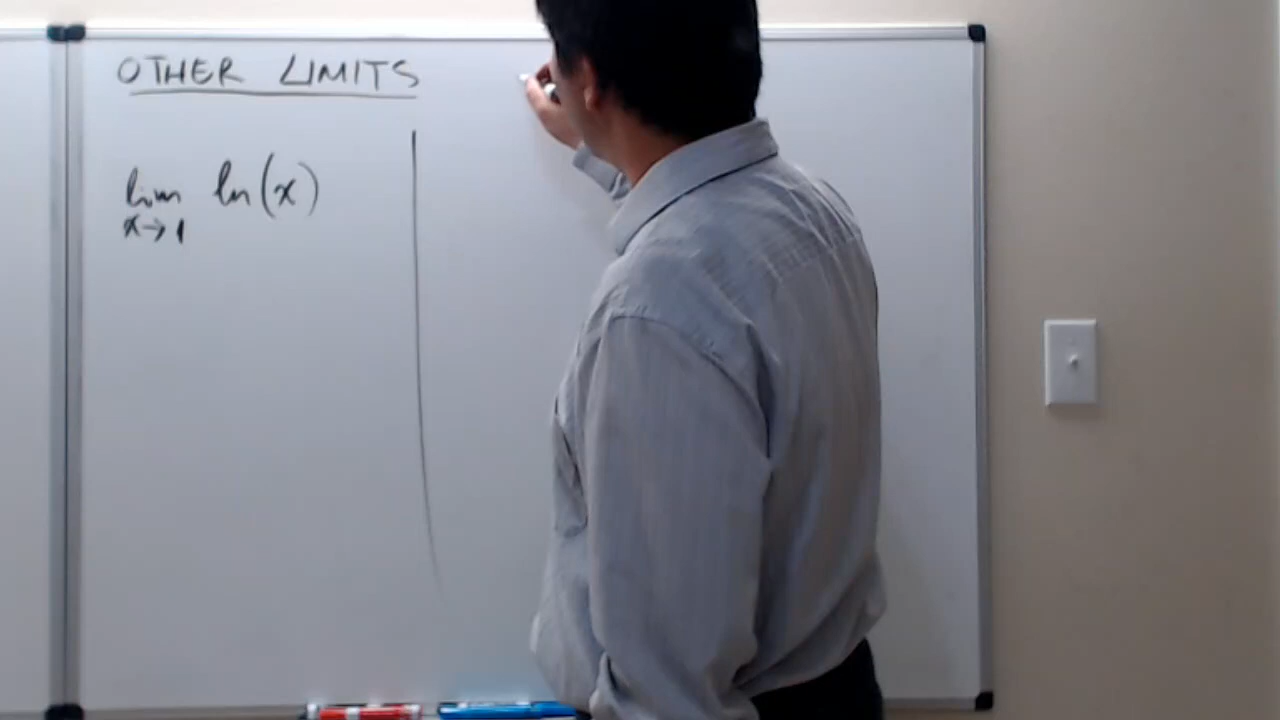 OTHER LIMITS
lim ln(x)
x→1